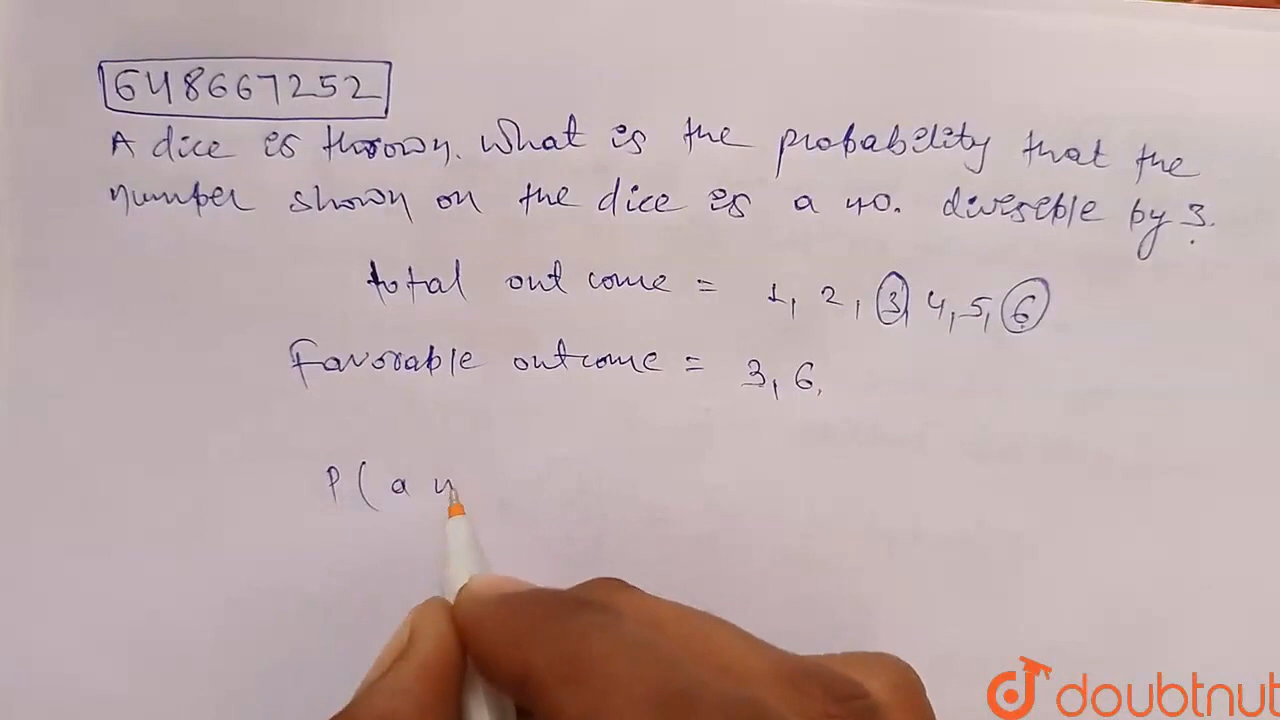 648667252
A dice is thrown. What is the probability that the
number shown on the dice is a no. divisible by 3.
total out come = 1, 2, 3, 4, 5, 6
Favorable outcome = 3, 6.
P ( a n
doubtnut